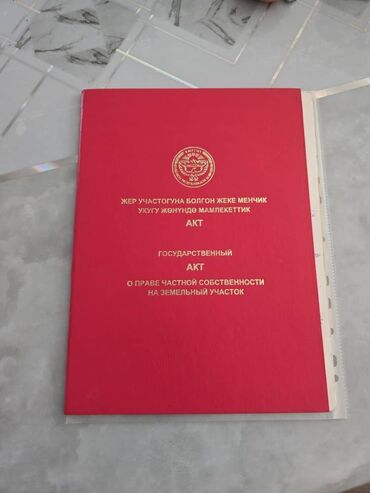 ЖЕР УЧАСТОГУНА БОЛГОН ЖЕКЕ МЕНЧИК
УКУГУ ЖӨНҮНДӨ МАМЛЕКЕТТИК
АКТ
ГОСУДАРСТВЕННЫЙ
АКТ
О ПРАВЕ ЧАСТНОЙ СОБСТВЕННОСТИ
НА ЗЕМЕЛЬНЫЙ УЧАСТОК